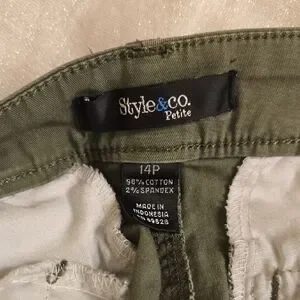 Style&co.
Petite
14P
98% COTTON
2% SPANDEX
MADE IN
INDONESIA